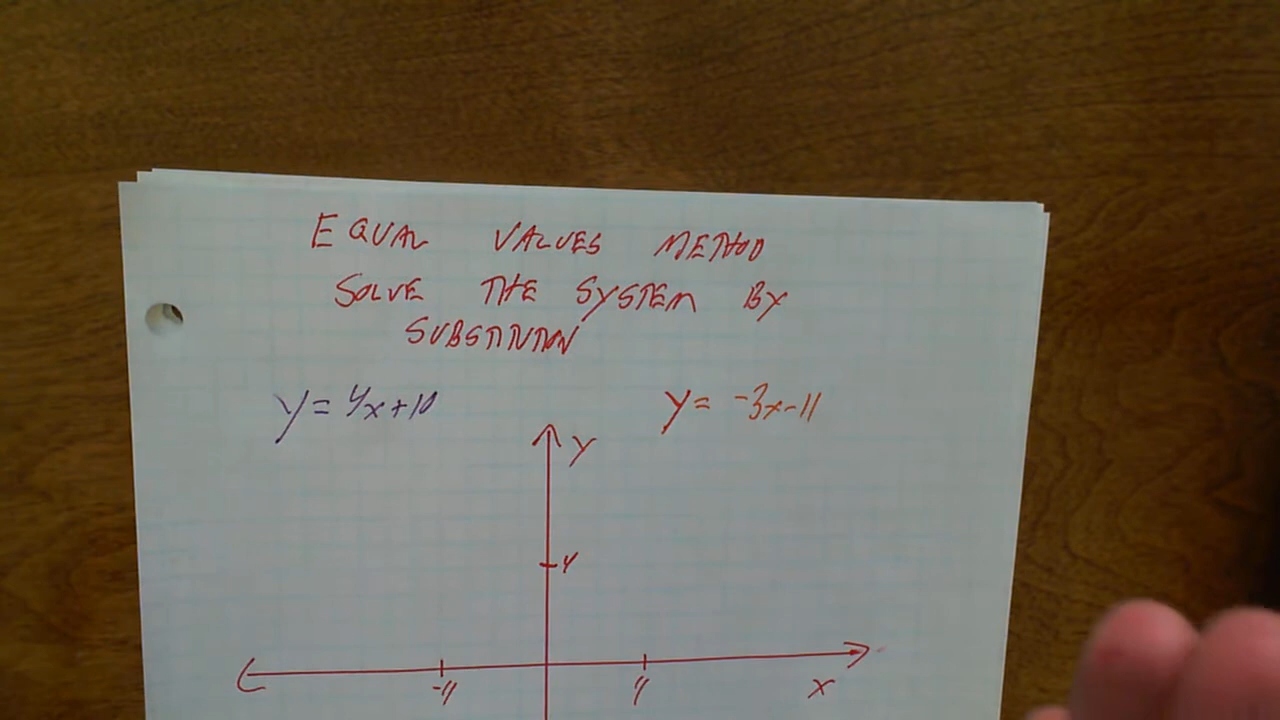 EQUAL VALUES METHOD
SOLVE THE SYSTEM BY
SUBSTITUTION
y = 4x+10 y = -3x-11
y
4
-4 4 x